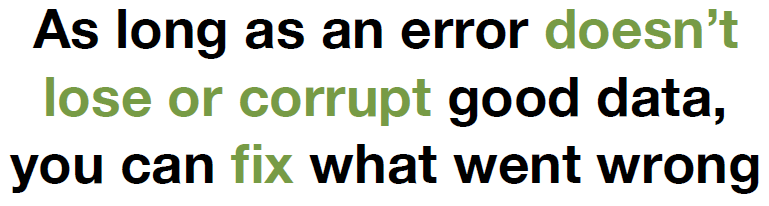 As long as an error doesn’t
lose or corrupt good data,
you can fix what went wrong